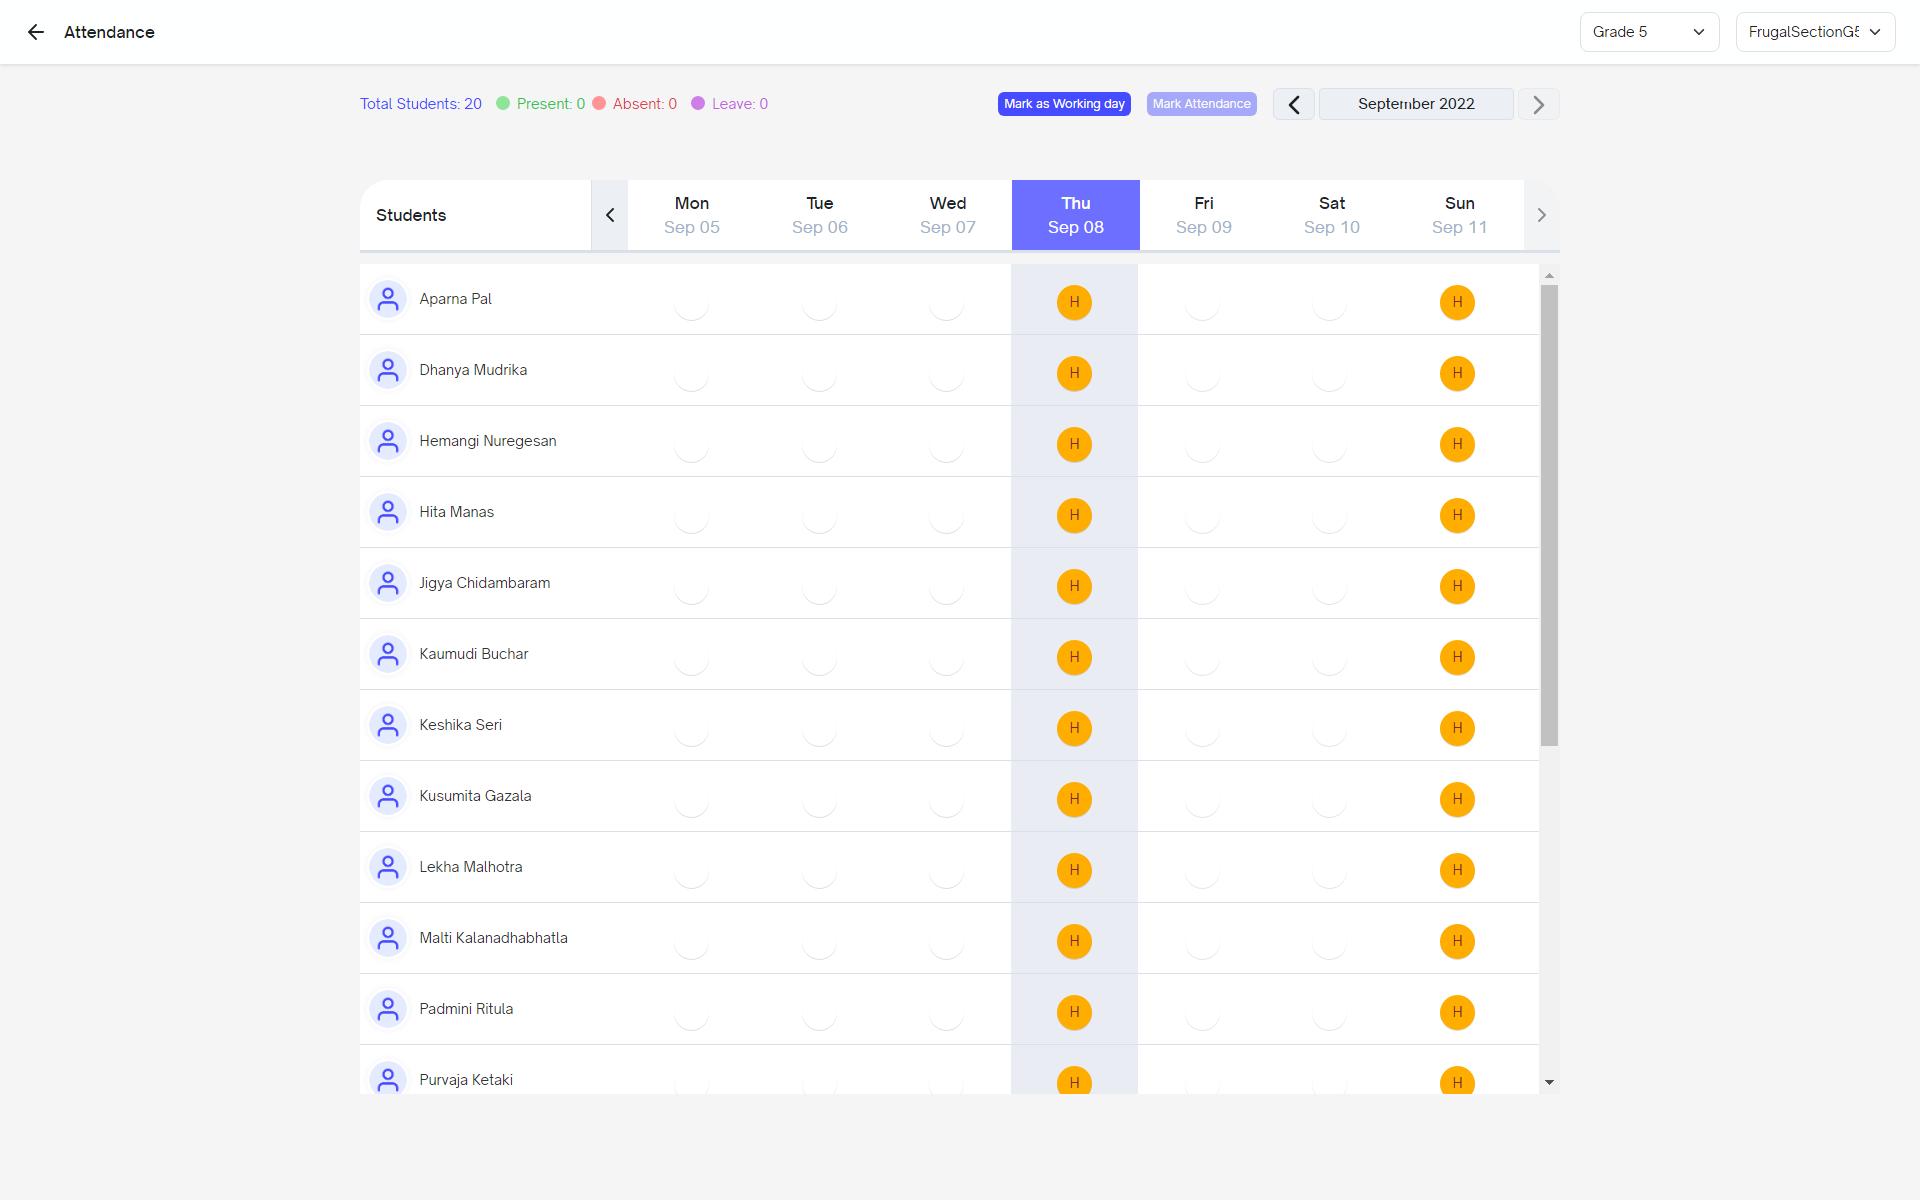 Attendance
Grade 5
FrugalSectionG5
Total Students: 20 Present: 0 Absent: 0 Leave: 0
Mark as Working day Mark Attendance September 2022
Students
Mon Tue Wed Thu Fri Sat Sun
Sep 05 Sep 06 Sep 07 Sep 08 Sep 09 Sep 10 Sep 11
Aparna Pal H H
Dhanya Mudrika H H
Hemangi Nuregesan H H
Hita Manas H H
Jigya Chidambaram H H
Kaumudi Buchar H H
Keshika Seri H H
Kusumita Gazala H H
Lekha Malhotra H H
Malti Kalanadhabhatla H H
Padmini Ritula H H
Purvaja Ketaki H H